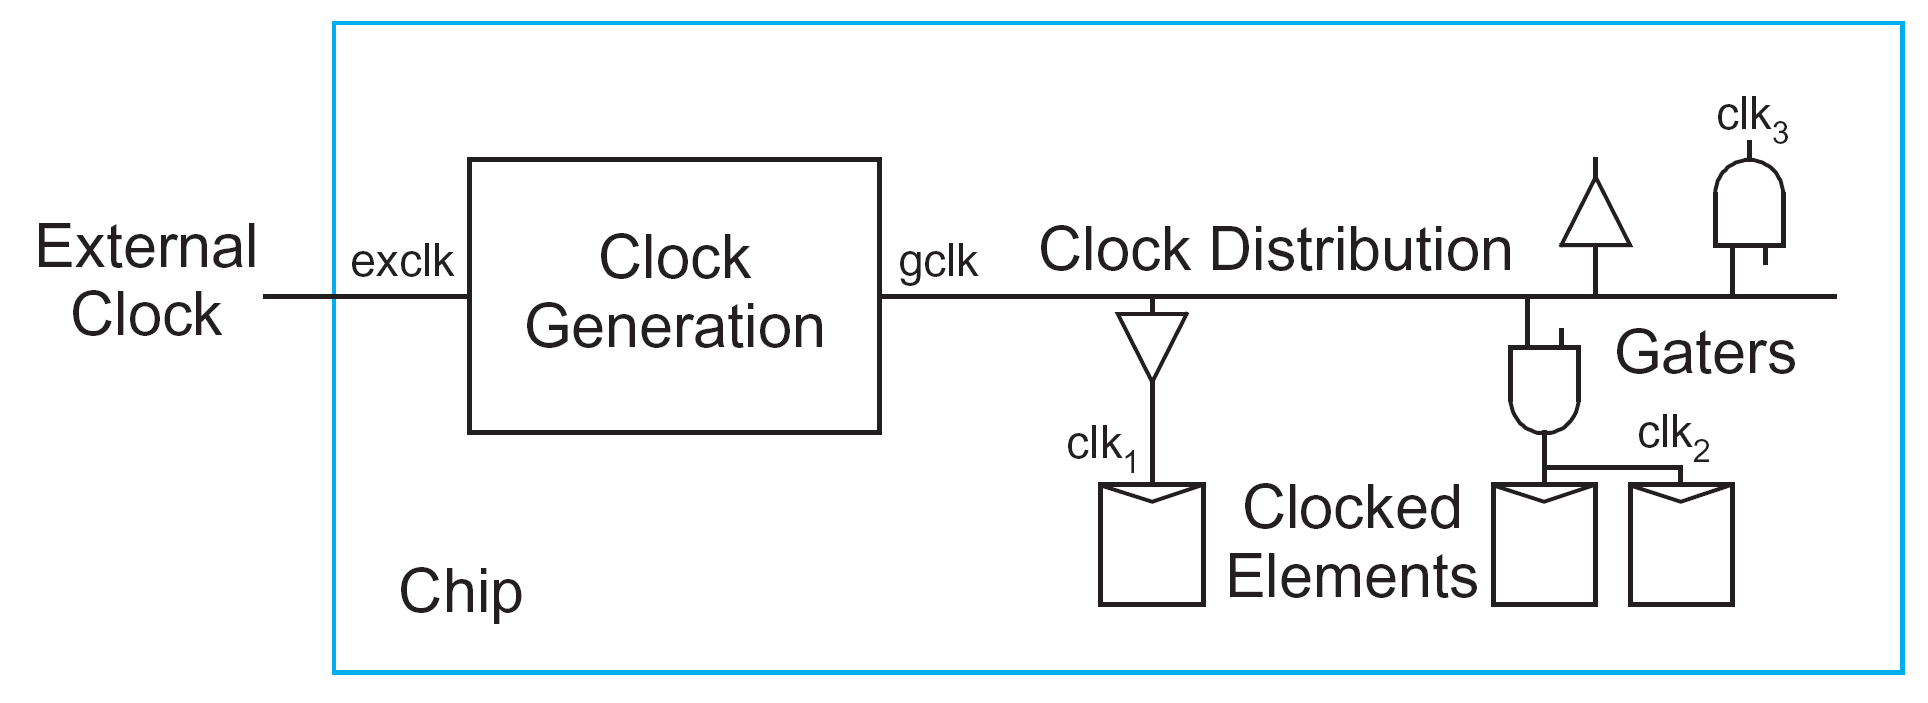 External
Clock
exclk
Clock
Generation
gclk
Clock Distribution
clk₃
Gaters
clk₁
clk₂
Clocked
Elements
Chip